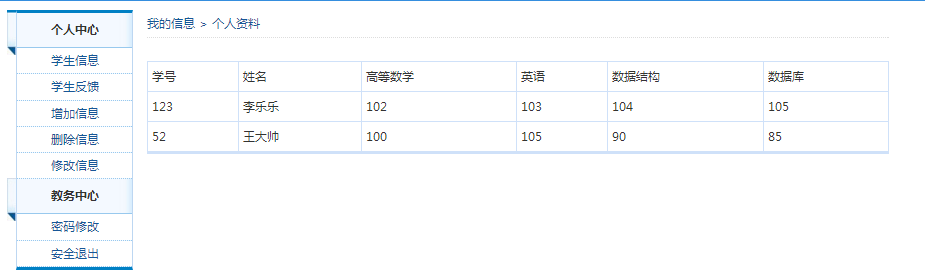 个人中心
学生信息
学生反馈
增加信息
删除信息
修改信息
教务中心
密码修改
安全退出
我的信息 > 个人资料
学号 姓名 高等数学 英语 数据结构 数据库
123 李乐乐 102 103 104 105
52 王大帅 100 105 90 85